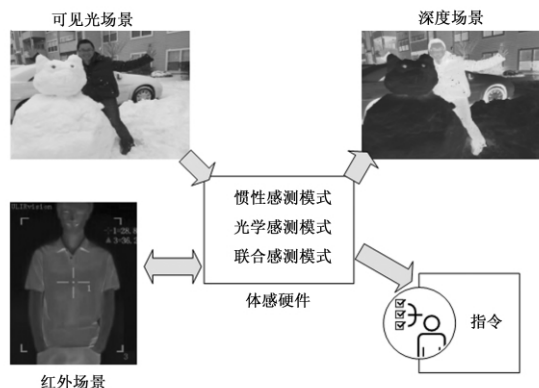 可见光场景
深度场景
惯性感测模式
光学感测模式
联合感测模式
体感硬件
指令
红外场景